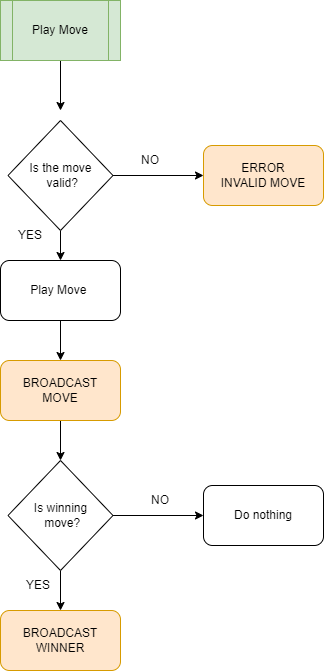 Play Move
Is the move
valid?
NO
ERROR
INVALID MOVE
YES
Play Move
BROADCAST
MOVE
Is winning
move?
NO
Do nothing
YES
BROADCAST
WINNER